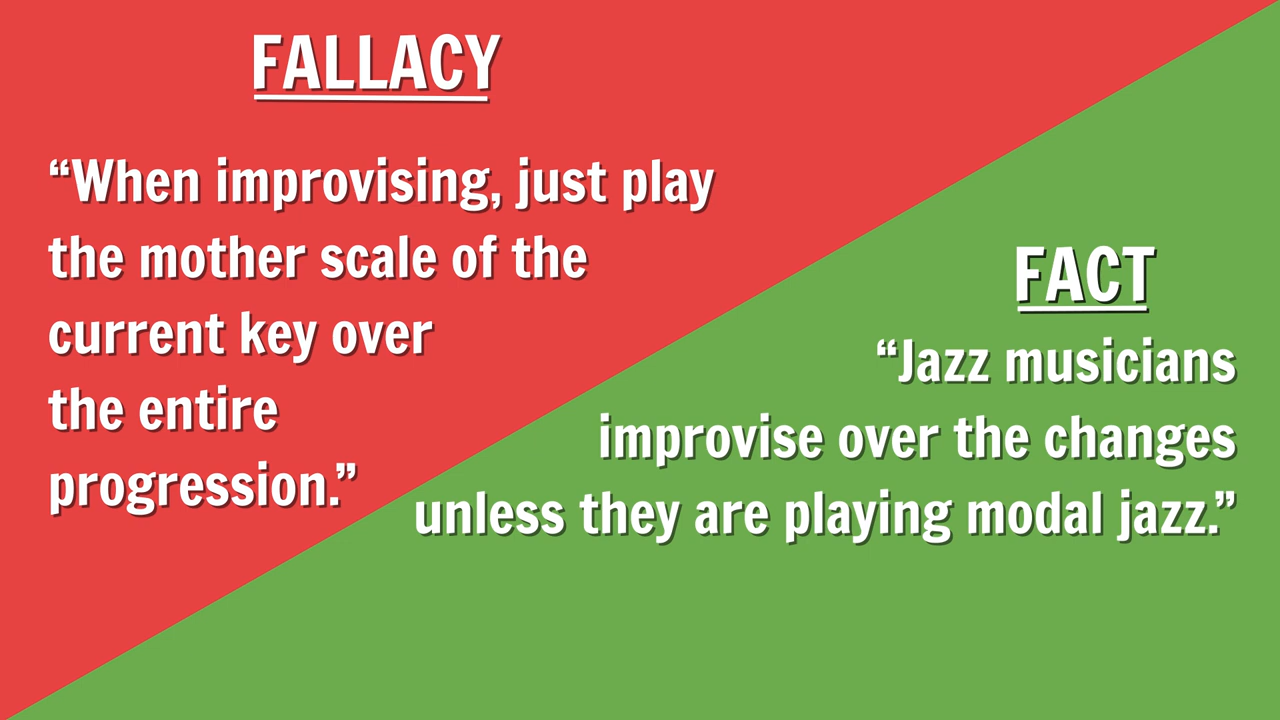 FALLACY
“When improvising, just play
the mother scale of the
current key over
the entire
progression.”
FACT
“Jazz musicians
improvise over the changes
unless they are playing modal jazz.”